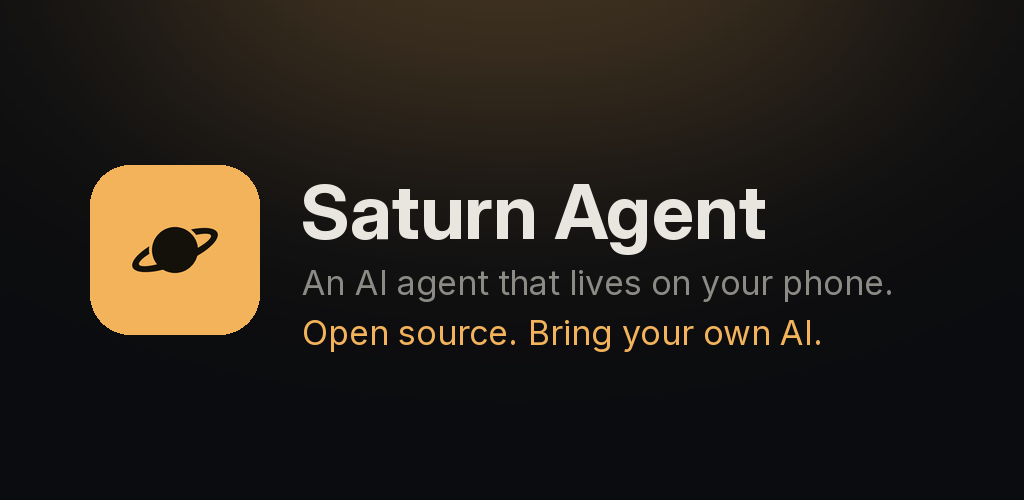 Saturn Agent
An AI agent that lives on your phone.
Open source. Bring your own AI.